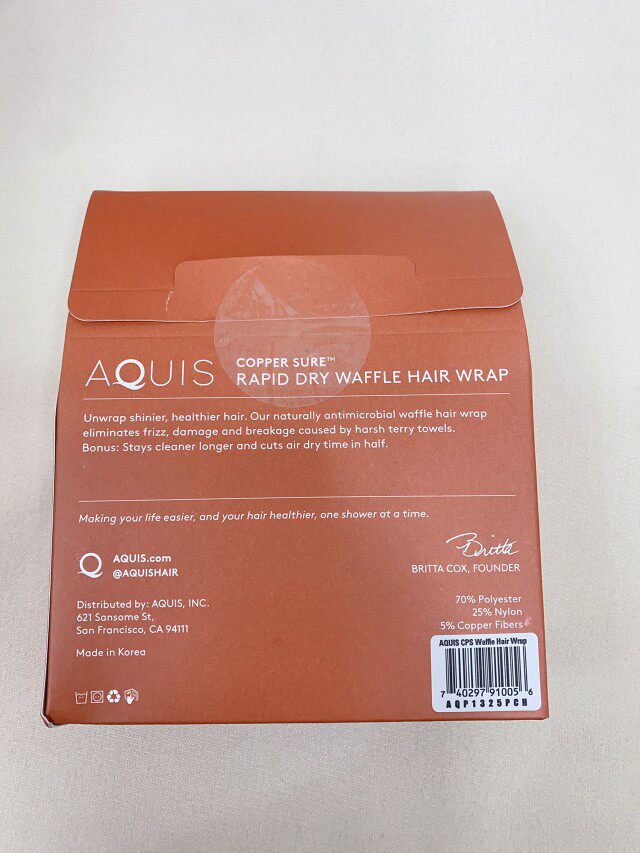 AQUIS
COPPER SURE™
RAPID DRY WAFFLE HAIR WRAP
Unwrap shinier, healthier hair. Our naturally antimicrobial waffle hair wrap
eliminates frizz, damage and breakage caused by harsh terry towels.
Bonus: Stays cleaner longer and cuts air dry time in half.
Making your life easier, and your hair healthier, one shower at a time.
Q
AQUIS.com
@AQUISHAIR
Britta
BRITTA COX, FOUNDER
Distributed by: AQUIS, INC.
621 Sansome St,
San Francisco, CA 94111
Made in Korea
70% Polyester
25% Nylon
5% Copper Fibers
AQUIS CPS Waffle Hair Wrap
7 40297 91005 6
AQP1325PCN